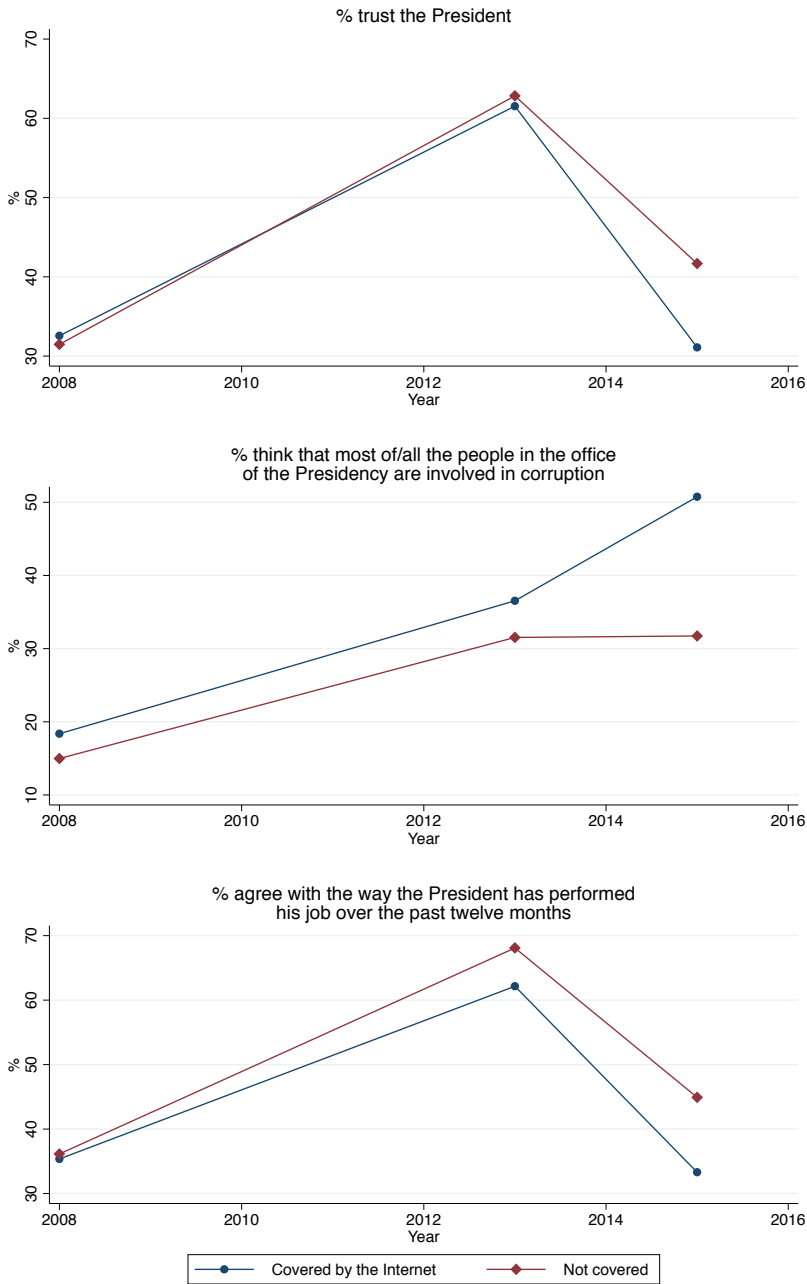 % trust the President
70
60
50
40
30
%
2008 2010 2012 2014 2016
Year
% think that most of/all the people in the office
of the Presidency are involved in corruption
50
40
30
20
10
%
2008 2010 2012 2014 2016
Year
% agree with the way the President has performed
his job over the past twelve months
70
60
50
40
30
%
2008 2010 2012 2014 2016
Year
Covered by the Internet Not covered